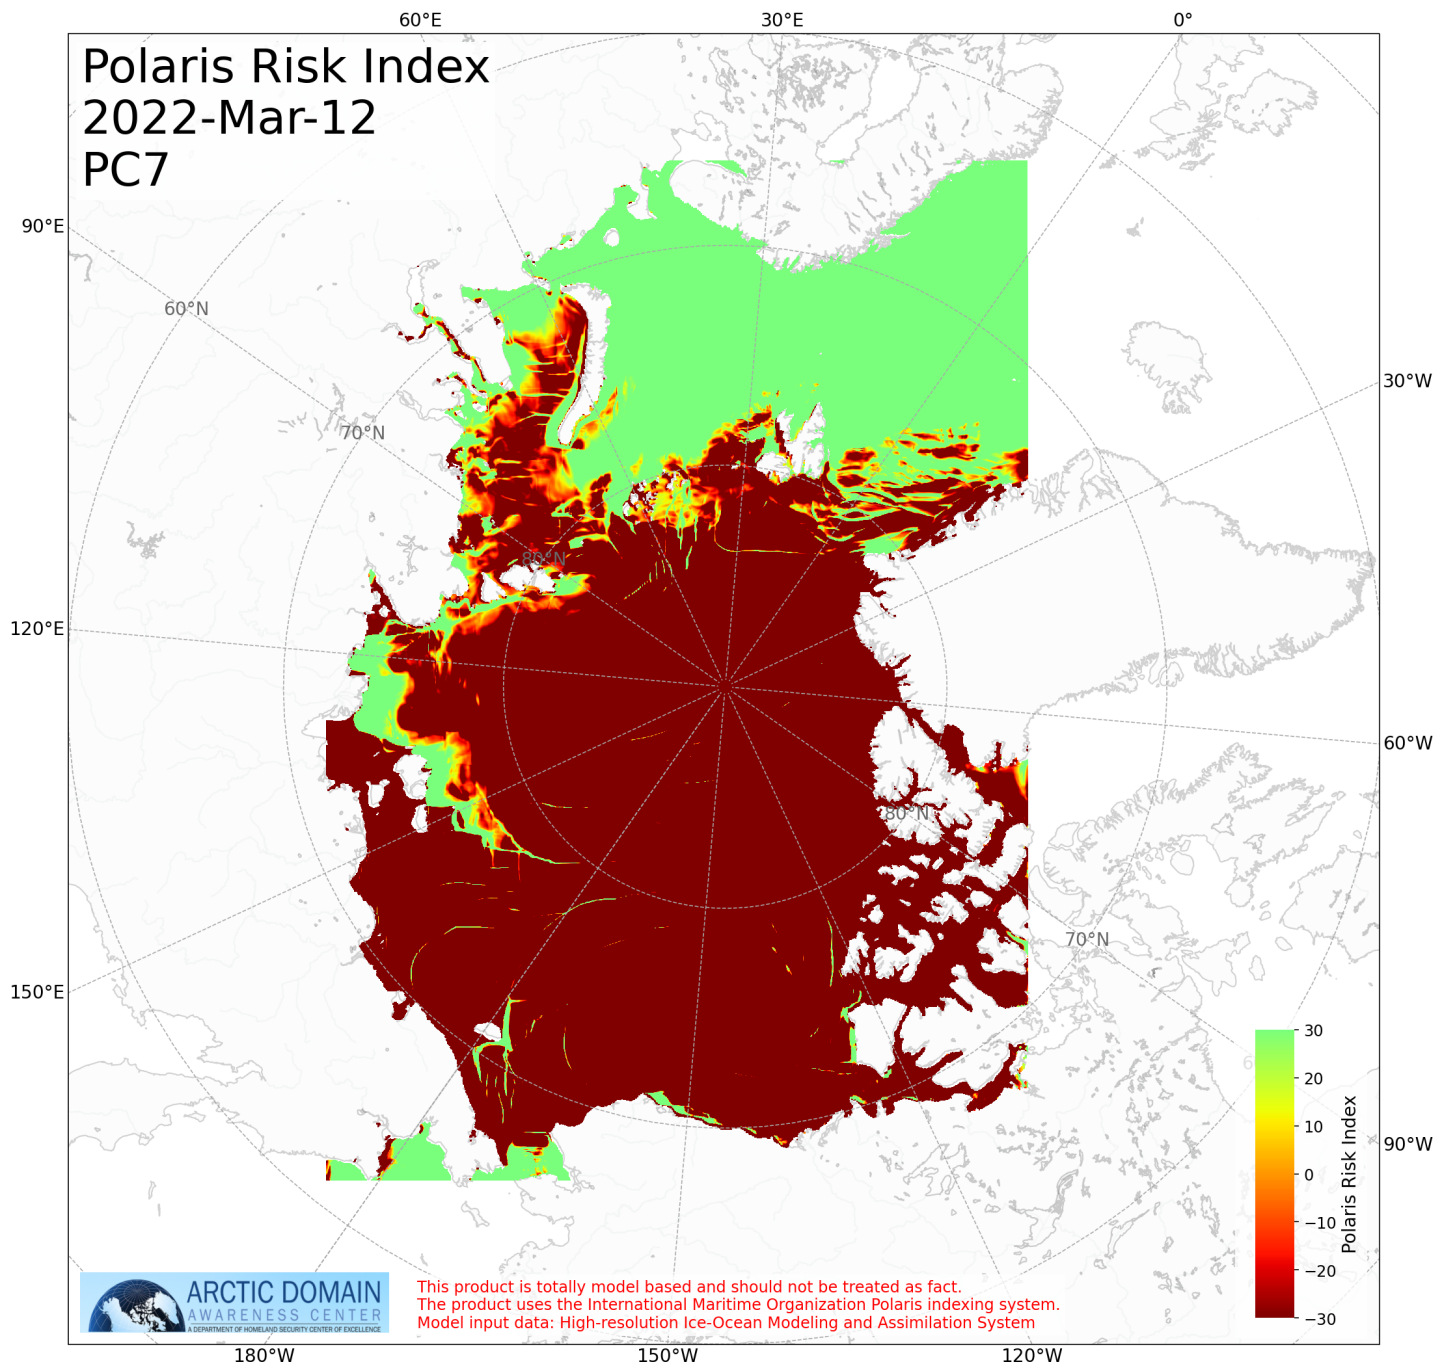 60°E 30°E 0°
Polaris Risk Index
2022-Mar-12
PC7
90°E
60°N
30°W
70°N
80°N
120°E
60°W
80°N
70°N
150°E
30
20
10
0
−10
−20
−30
Polaris Risk Index
90°W
ARCTIC DOMAIN
AWARENESS CENTER
A DEPARTMENT OF HOMELAND SECURITY CENTER OF EXCELLENCE
This product is totally model based and should not be treated as fact.
The product uses the International Maritime Organization Polaris indexing system.
Model input data: High-resolution Ice-Ocean Modeling and Assimilation System
180°W 150°W 120°W